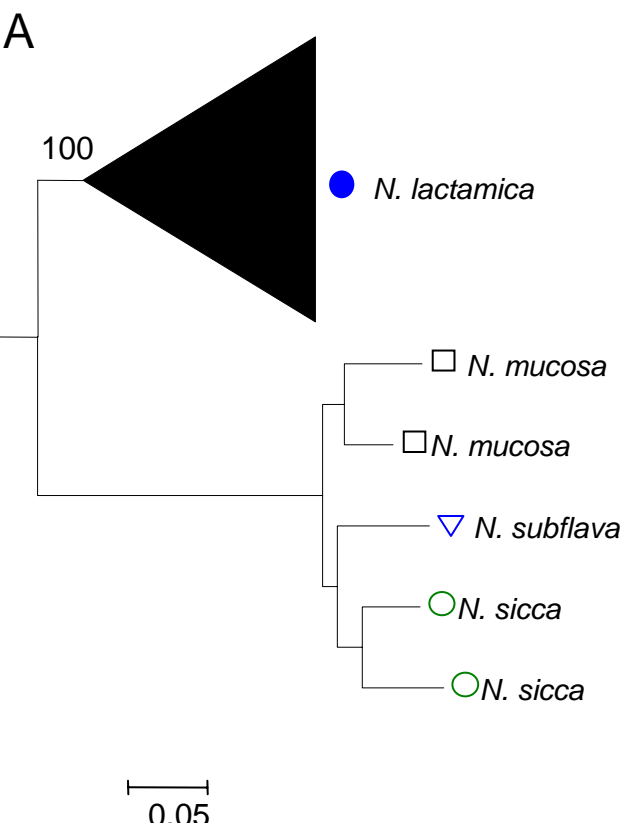 A
100
N. lactamica
N. mucosa
N. mucosa
N. subflava
N. sicca
N. sicca
0.05